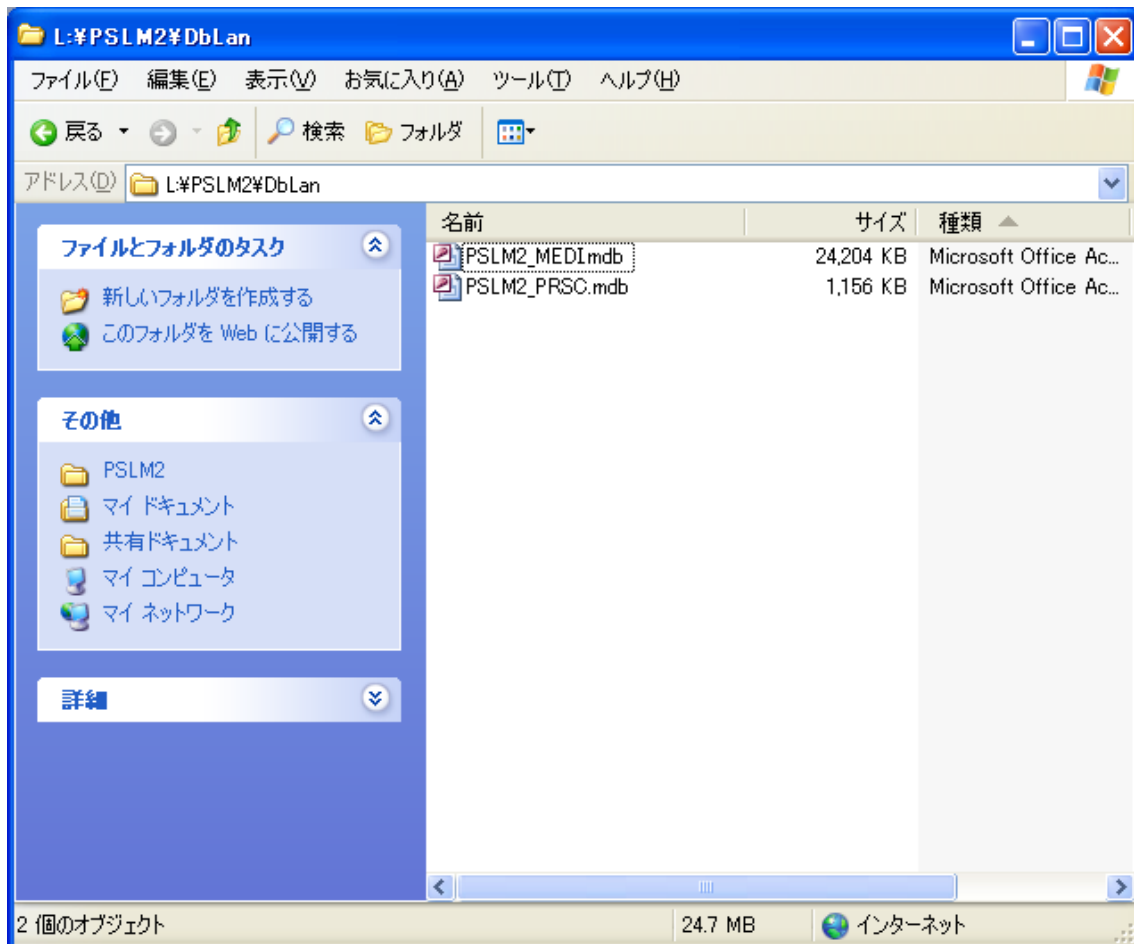 L:¥PSLM2¥DbLan
ファイル(F) 編集(E) 表示(V) お気に入り(A) ツール(T) ヘルプ(H)
戻る 検索 フォルダ
アドレス(D) L:¥PSLM2¥DbLan
ファイルとフォルダのタスク
新しいフォルダを作成する
このフォルダを Web に公開する
その他
PSLM2
マイ ドキュメント
共有ドキュメント
マイ コンピュータ
マイ ネットワーク
詳細
名前 サイズ 種類
PSLM2_MEDI.mdb 24,204 KB Microsoft Office Ac...
PSLM2_PRSC.mdb 1,156 KB Microsoft Office Ac...
2 個のオブジェクト 24.7 MB インターネット